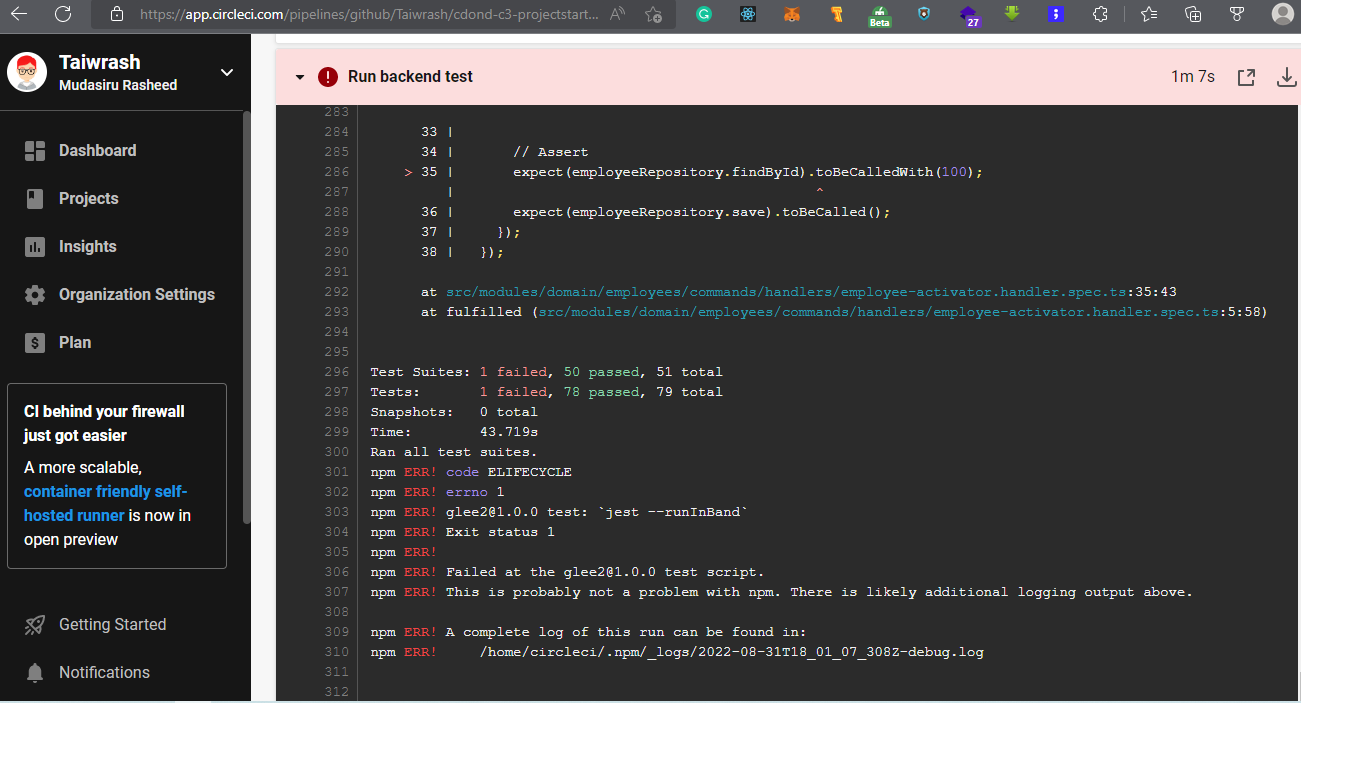 https://app.circleci.com/pipelines/github/Taiwrash/cdond-c3-projectstart...
Beta
27
Taiwrash
Mudasiru Rasheed
Dashboard
Projects
Insights
Organization Settings
Plan
CI behind your firewall
just got easier
A more scalable,
container friendly self-
hosted runner is now in
open preview
Getting Started
Notifications
Run backend test
1m 7s
283
284 33 |
285 34 | // Assert
286 > 35 | expect(employeeRepository.findById).toBeCalledWith(100);
287 | ^
288 36 | expect(employeeRepository.save).toBeCalled();
289 37 | });
290 38 | });
291
292 at src/modules/domain/employees/commands/handlers/employee-activator.handler.spec.ts:35:43
293 at fulfilled (src/modules/domain/employees/commands/handlers/employee-activator.handler.spec.ts:5:58)
294
295
296 Test Suites: 1 failed, 50 passed, 51 total
297 Tests: 1 failed, 78 passed, 79 total
298 Snapshots: 0 total
299 Time: 43.719s
300 Ran all test suites.
301 npm ERR! code ELIFECYCLE
302 npm ERR! errno 1
303 npm ERR! glee2@1.0.0 test: `jest --runInBand`
304 npm ERR! Exit status 1
305 npm ERR!
306 npm ERR! Failed at the glee2@1.0.0 test script.
307 npm ERR! This is probably not a problem with npm. There is likely additional logging output above.
308
309 npm ERR! A complete log of this run can be found in:
310 npm ERR! /home/circleci/.npm/_logs/2022-08-31T18_01_07_308Z-debug.log
311
312